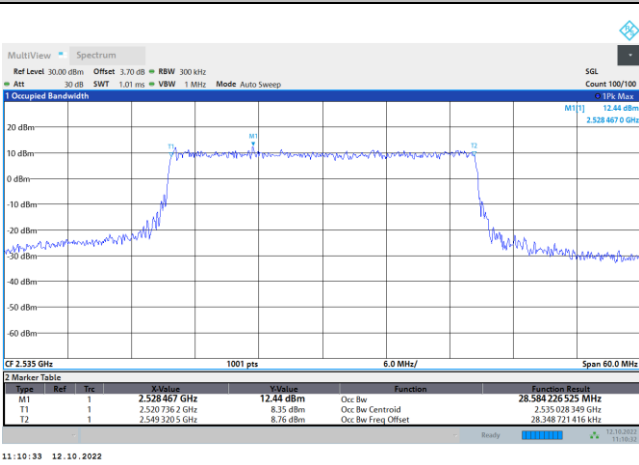 MultiView Spectrum
Ref Level 30.00 dBm Offset 3.70 dB RBW 300 kHz SGL
Att 30 dB SWT 1.01 ms VBW 1 MHz Mode Auto Sweep Count 100/100
1 Occupied Bandwidth 1Pk Max
M1[1] 12.44 dBm
2.528 467 0 GHz
20 dBm
M1
T1 T2
10 dBm
0 dBm
-10 dBm
-20 dBm
-30 dBm
-40 dBm
-50 dBm
-60 dBm
CF 2.535 GHz 1001 pts 6.0 MHz/ Span 60.0 MHz
2 Marker Table
Type Ref Trc X-Value Y-Value Function Function Result
M1 1 2.528 467 GHz 12.44 dBm Occ Bw 28.584 226 525 MHz
T1 1 2.520 736 2 GHz 8.35 dBm Occ Bw Centroid 2.535 028 349 GHz
T2 1 2.549 320 5 GHz 8.76 dBm Occ Bw Freq Offset 28.348 721 416 kHz
Ready 12.10.2022
11:10:32
11:10:33 12.10.2022